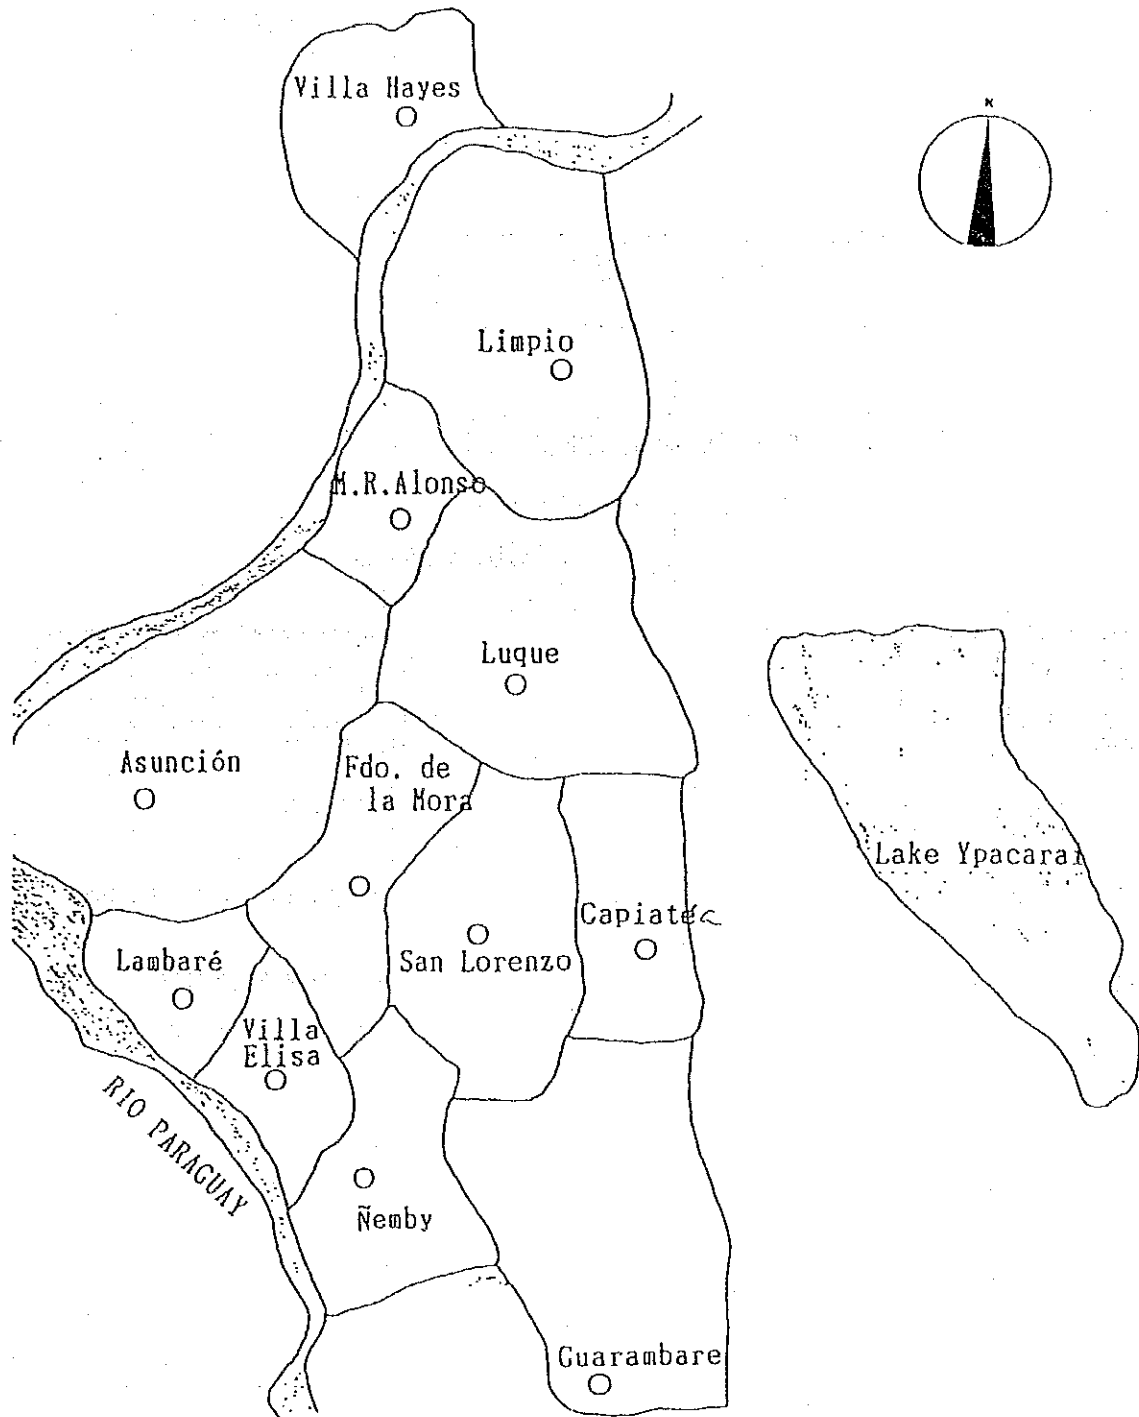 Villa Hayes
N
Limpio
M.R.Alonso
Luque
Asunción
Fdo. de
la Mora
Lake Ypacarai
Capiatá
San Lorenzo
Lambaré
Villa
Elisa
RIO PARAGUAY
Ñemby
Guarambare